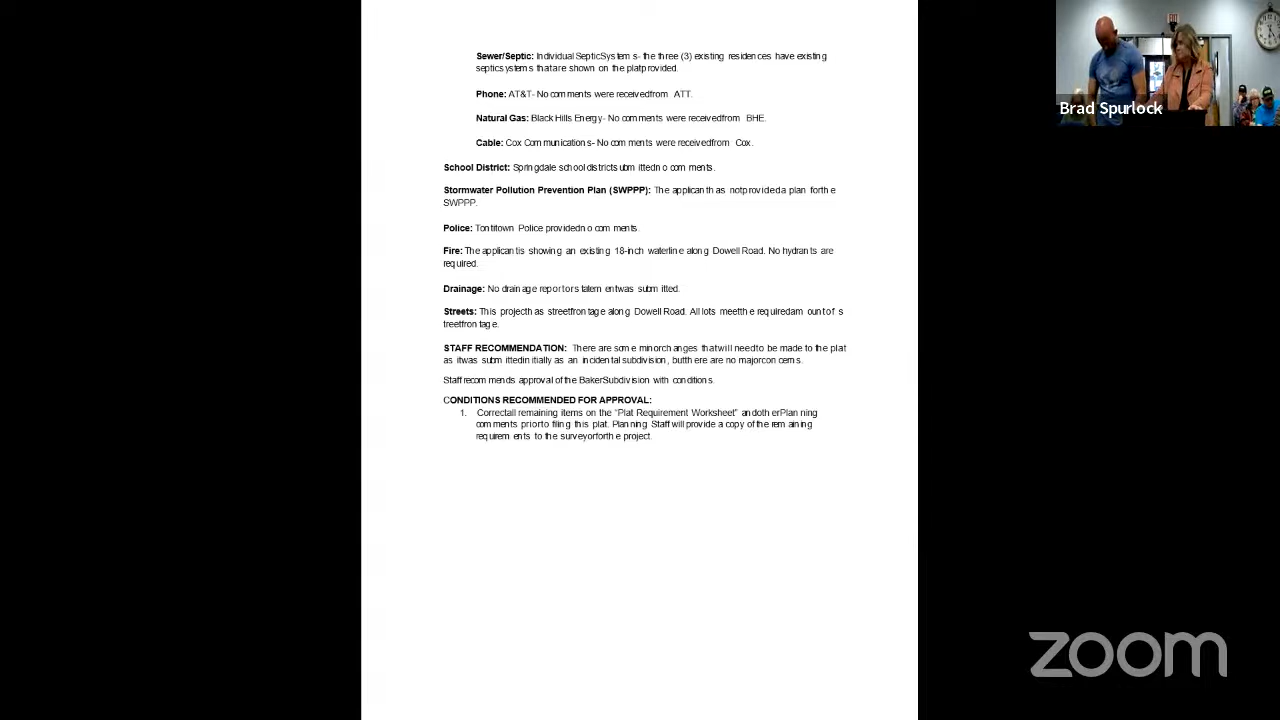 Sewer/Septic: Individual Septic Systems- the three (3) existing residences have existing
septic systems that are shown on the plat provided.
Phone: AT&T- No comments were received from ATT.
Natural Gas: Black Hills Energy- No comments were received from BHE.
Cable: Cox Communications- No comments were received from Cox.
School District: Springdale school district submitted no comments.
Stormwater Pollution Prevention Plan (SWPPP): The applicant has not provided a plan for the
SWPPP.
Police: Tontitown Police provided no comments.
Fire: The applicant is showing an existing 18-inch waterline along Dowell Road. No hydrants are
required.
Drainage: No drainage report or statement was submitted.
Streets: This project has street frontage along Dowell Road. All lots meet the required amount of s
treet frontage.
STAFF RECOMMENDATION: There are some minor changes that will need to be made to the plat
as it was submitted initially as an incidental subdivision, but there are no major concerns.
Staff recommends approval of the Baker Subdivision with conditions.
CONDITIONS RECOMMENDED FOR APPROVAL:
1. Correct all remaining items on the "Plat Requirement Worksheet" and other Planning
comments prior to filing this plat. Planning Staff will provide a copy of the remaining
requirements to the surveyor for the project.
Brad Spurlock
zoom